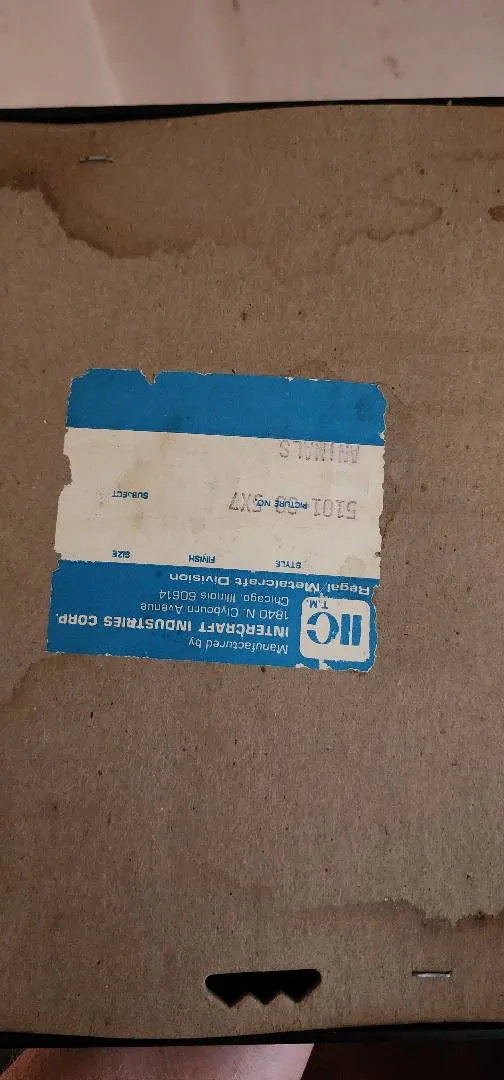 Manufactured by
INTERCRAFT INDUSTRIES CORP.
1840 N. Clybourn Avenue
Chicago, Illinois 60614
IIC
T.M.
Regal Metalcraft Division
STYLE FINISH SIZE
5101 GG 5X7
PICTURE NO. SUBJECT
ANIMALS